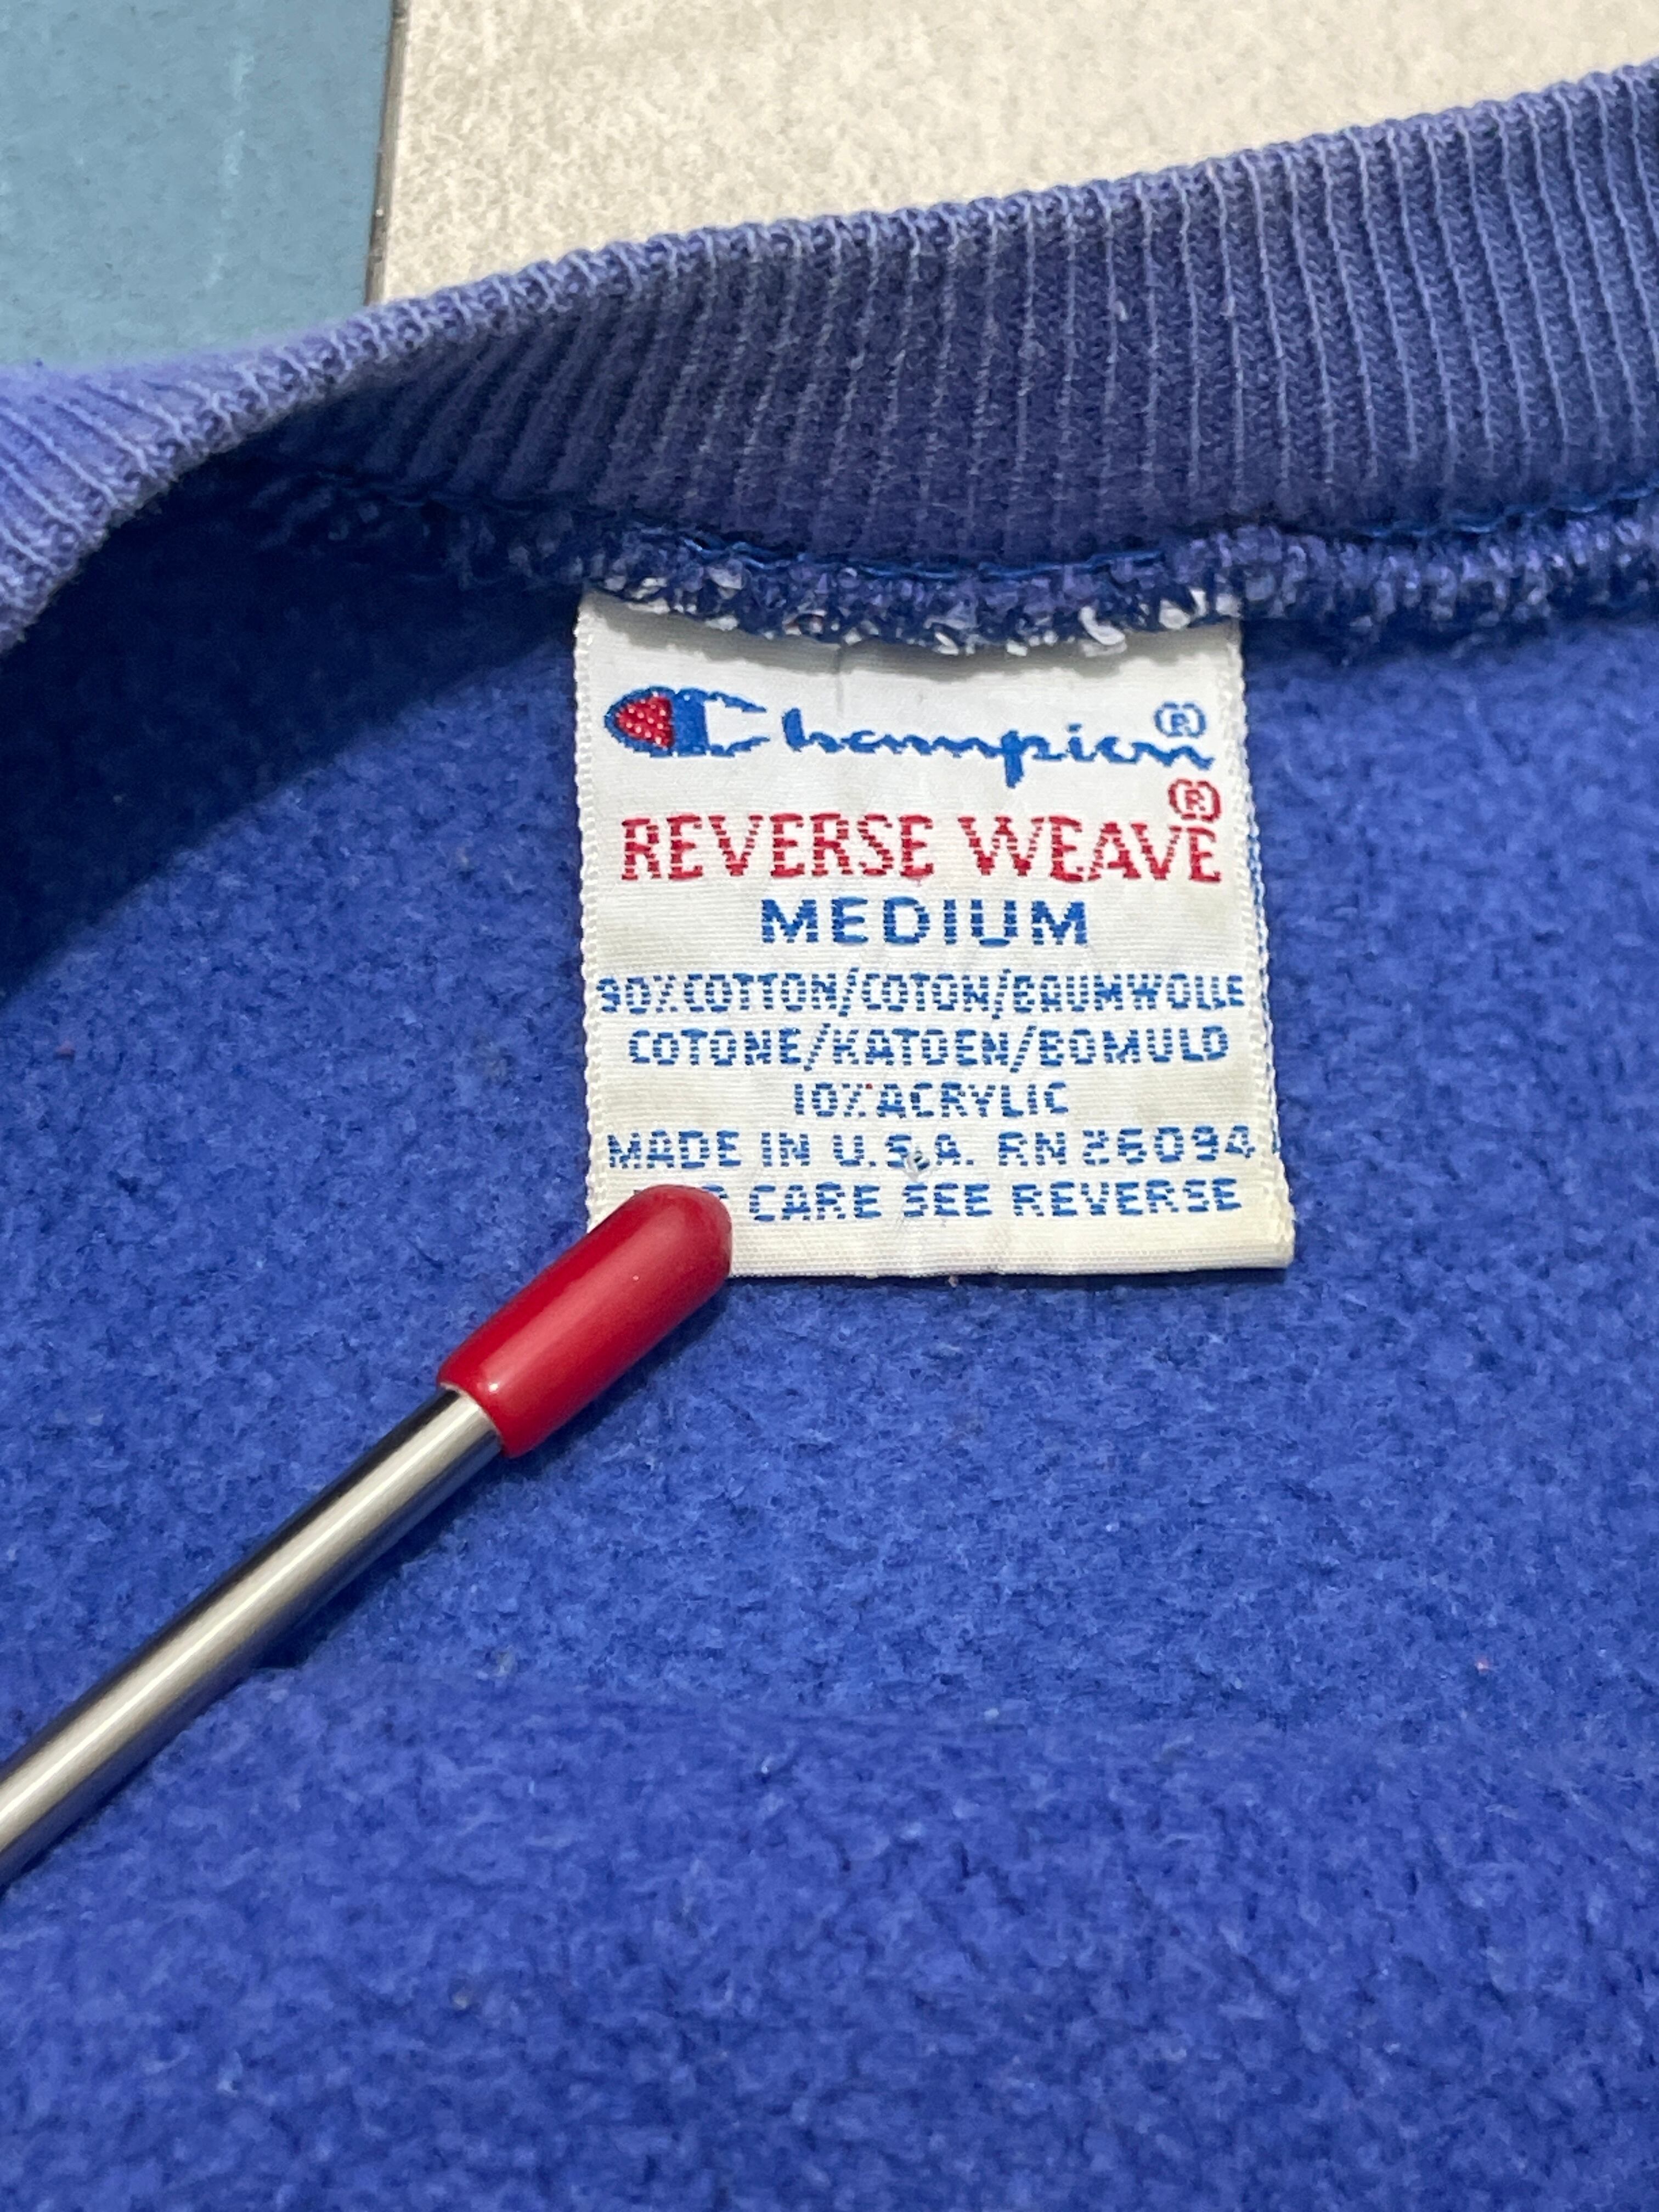 Champion®
REVERSE WEAVE®
MEDIUM
90% COTTON/COTON/BAUMWOLLE
COTONE/KATOEN/BOMULD
10% ACRYLIC
MADE IN U.S.A. RN 26094
CARE SEE REVERSE